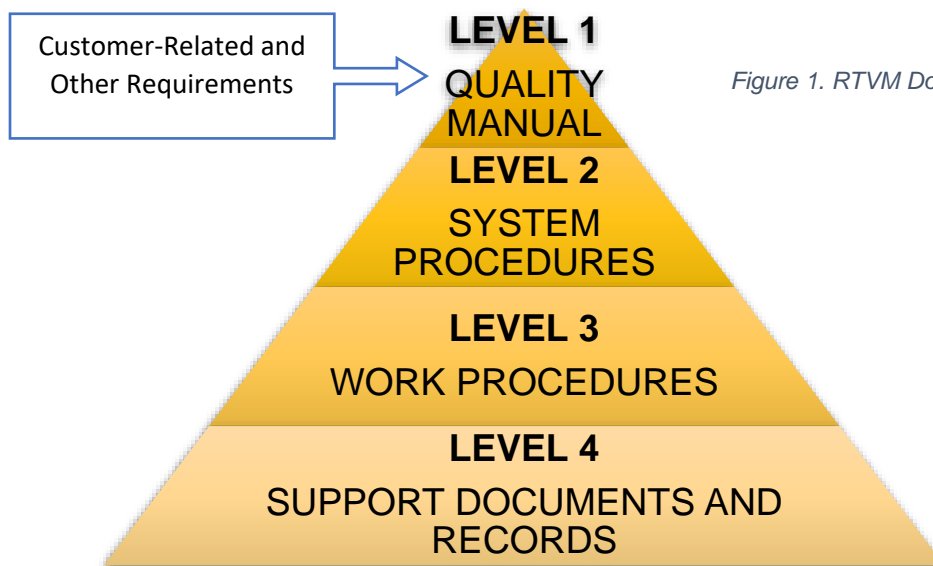 Customer-Related and
Other Requirements
LEVEL 1
QUALITY
MANUAL
Figure 1. RTVM Do
LEVEL 2
SYSTEM
PROCEDURES
LEVEL 3
WORK PROCEDURES
LEVEL 4
SUPPORT DOCUMENTS AND
RECORDS